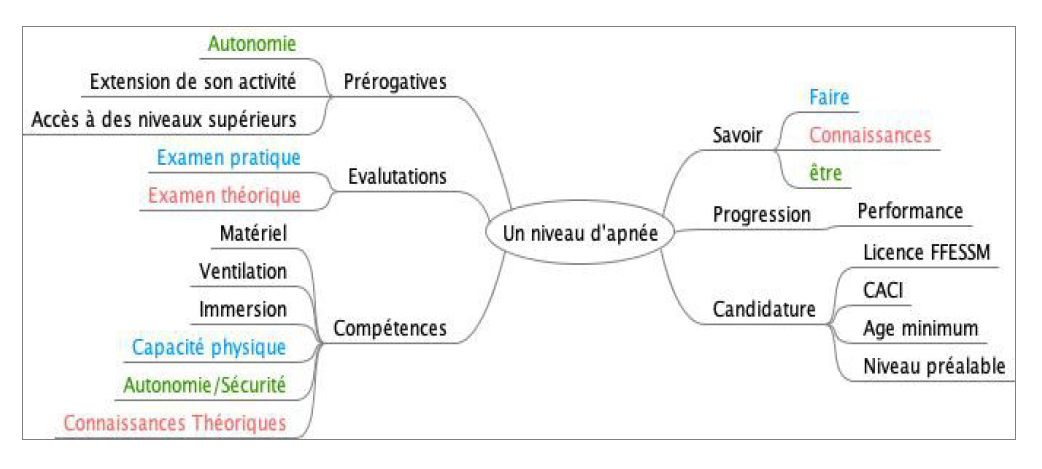 Autonomie
Extension de son activité
Accès à des niveaux supérieurs
Prérogatives
Examen pratique
Examen théorique
Evalutations
Matériel
Ventilation
Immersion
Capacité physique
Autonomie/Sécurité
Connaissances Théoriques
Compétences
Un niveau d'apnée
Savoir
Faire
Connaissances
être
Progression
Performance
Candidature
Licence FFESSM
CACI
Age minimum
Niveau préalable